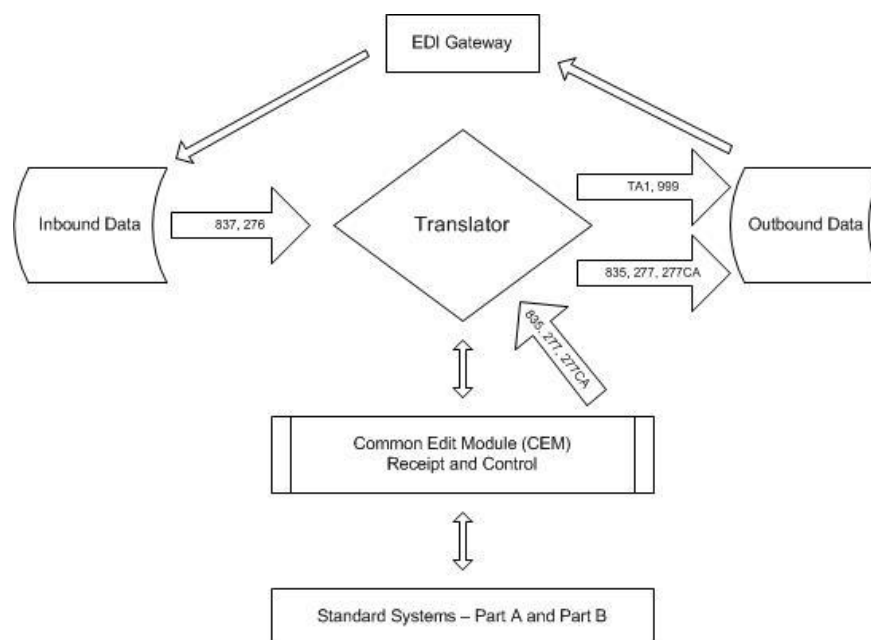 EDI Gateway
Inbound Data
837, 276
Translator
TA1, 999
Outbound Data
835, 277, 277CA
835, 277, 277CA
Common Edit Module (CEM)
Receipt and Control
Standard Systems – Part A and Part B